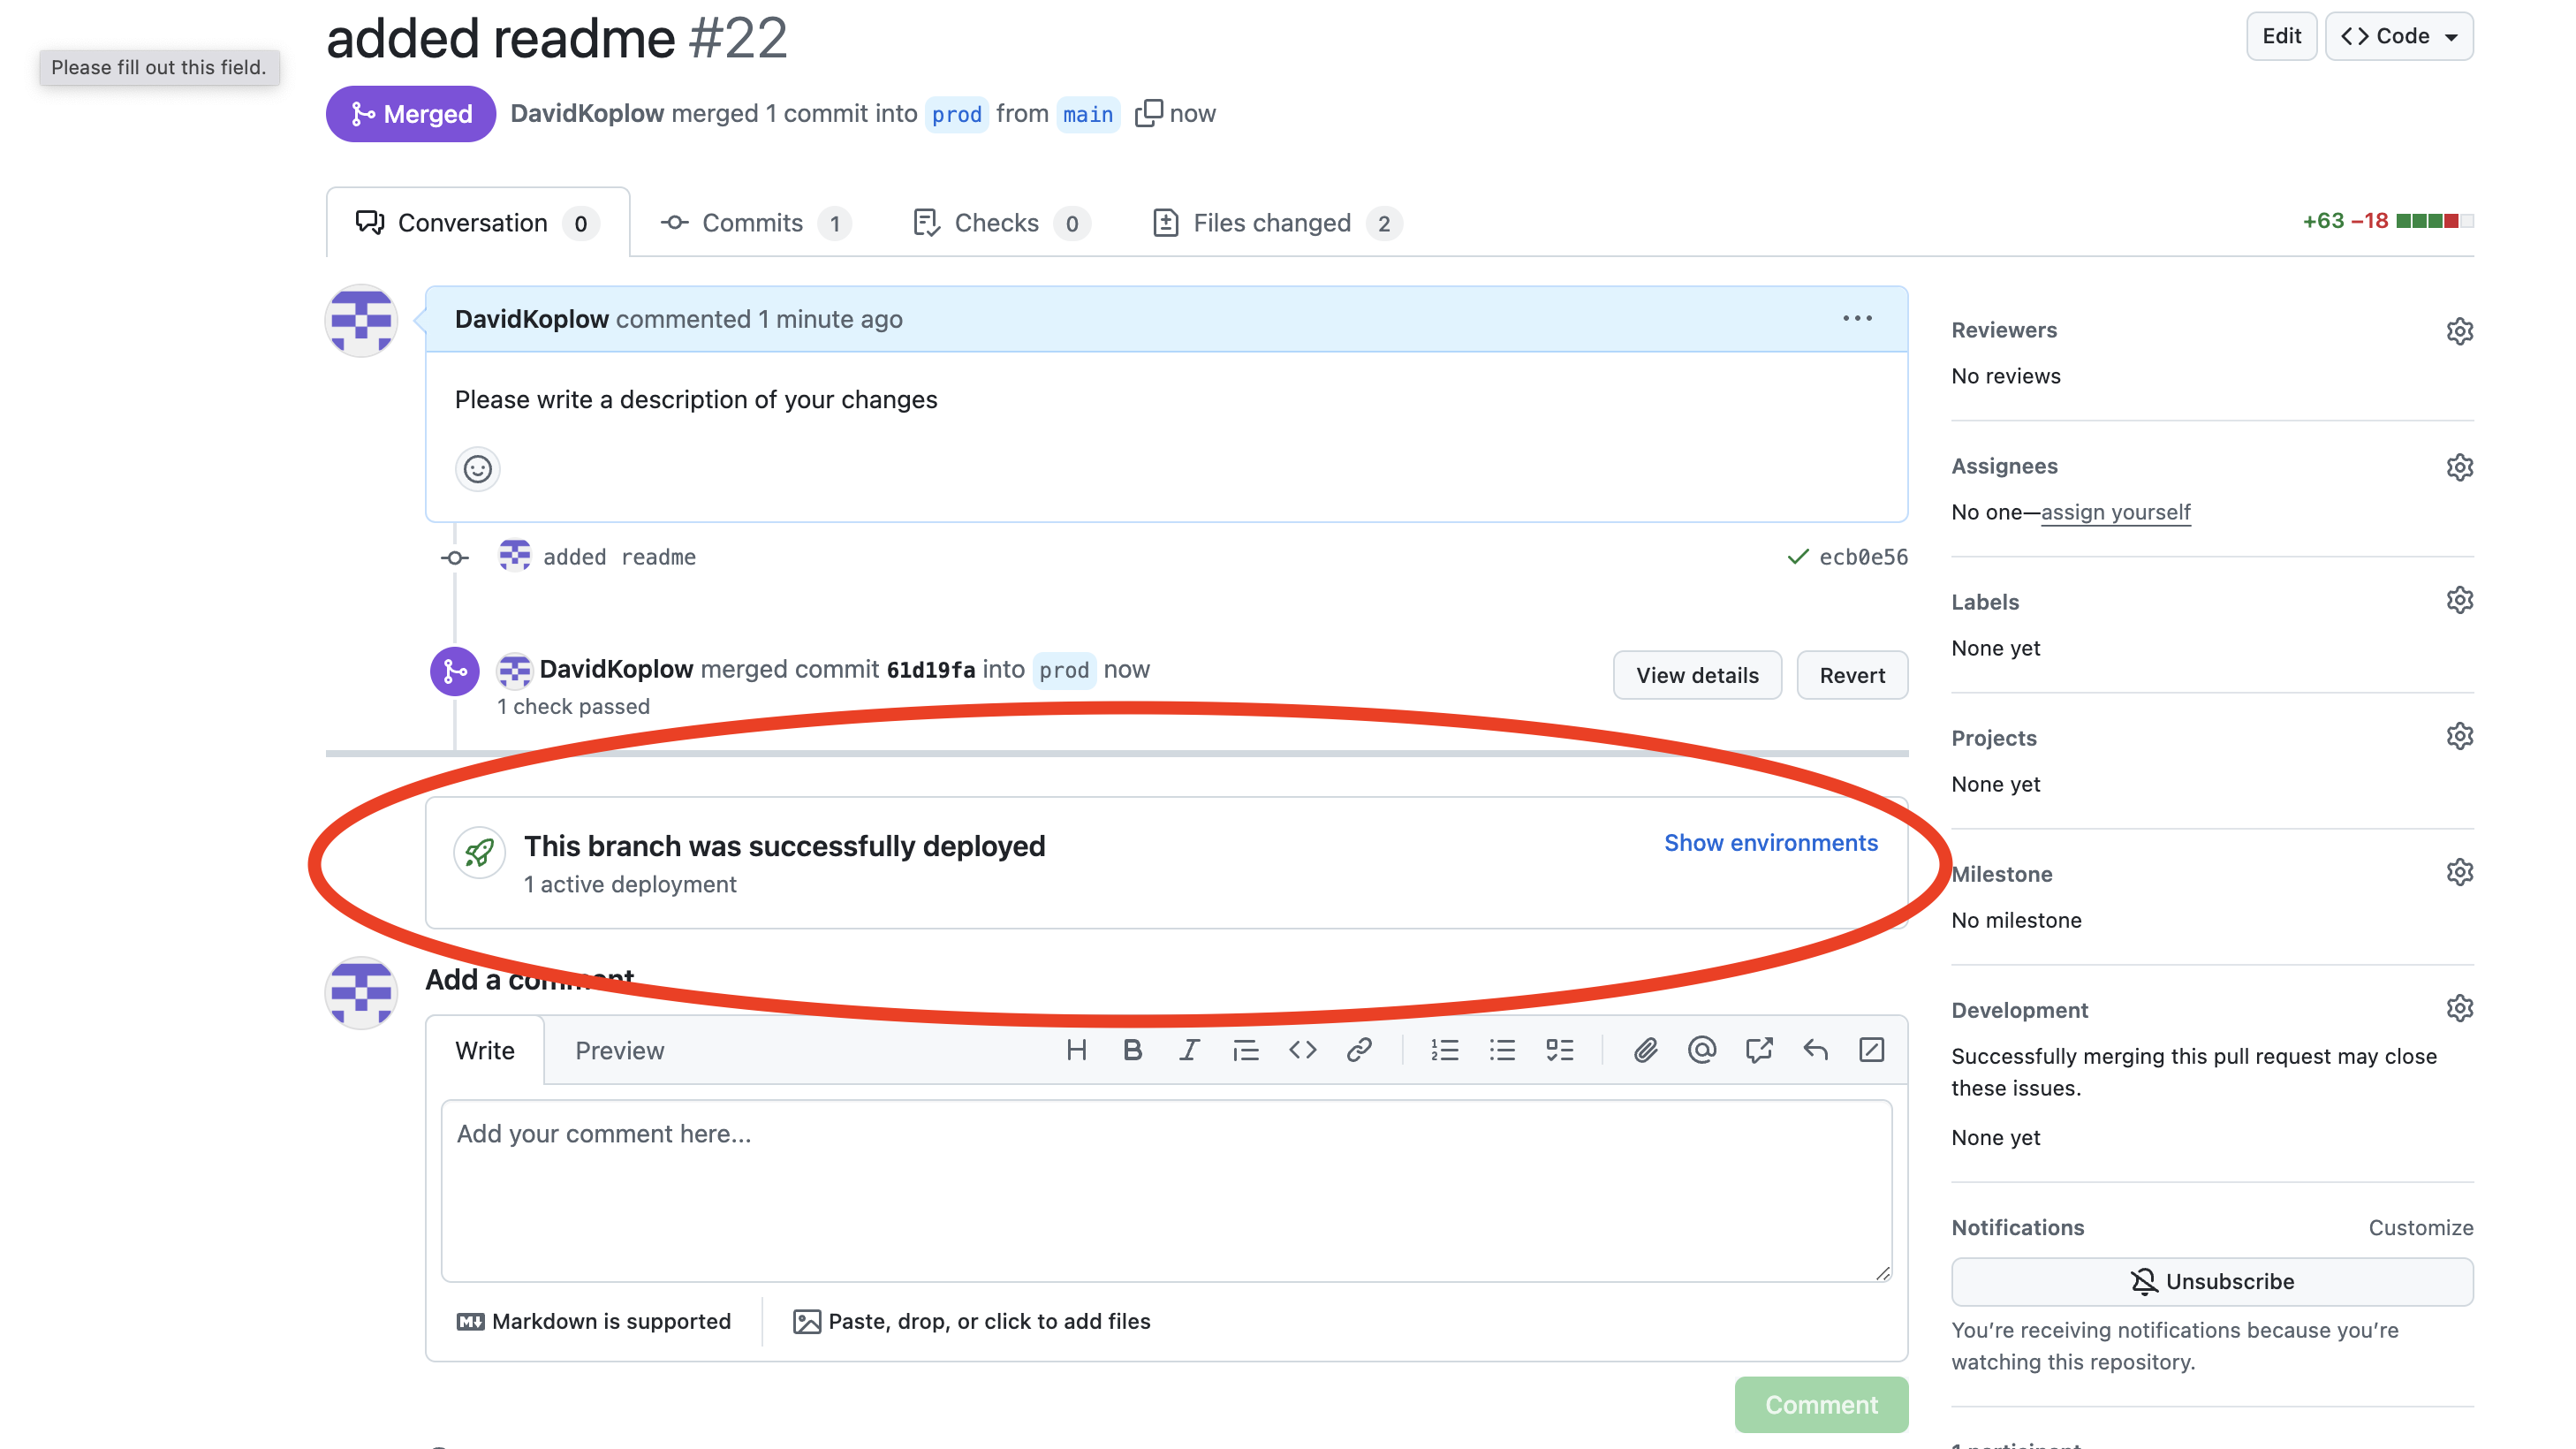 added readme #22
Edit
Code
Please fill out this field.
Merged
DavidKoplow merged 1 commit into prod from main now
Conversation 0
Commits 1
Checks 0
Files changed 2
+63 −18
DavidKoplow commented 1 minute ago
Please write a description of your changes
added readme
ecb0e56
DavidKoplow merged commit 61d19fa into prod now
1 check passed
View details
Revert
This branch was successfully deployed
1 active deployment
Show environments
Add a comment
Write
Preview
Add your comment here...
Markdown is supported
Paste, drop, or click to add files
Comment
Reviewers
No reviews
Assignees
No one—assign yourself
Labels
None yet
Projects
None yet
Milestone
No milestone
Development
Successfully merging this pull request may close
these issues.
None yet
Notifications
Customize
Unsubscribe
You’re receiving notifications because you’re
watching this repository.
1 participant